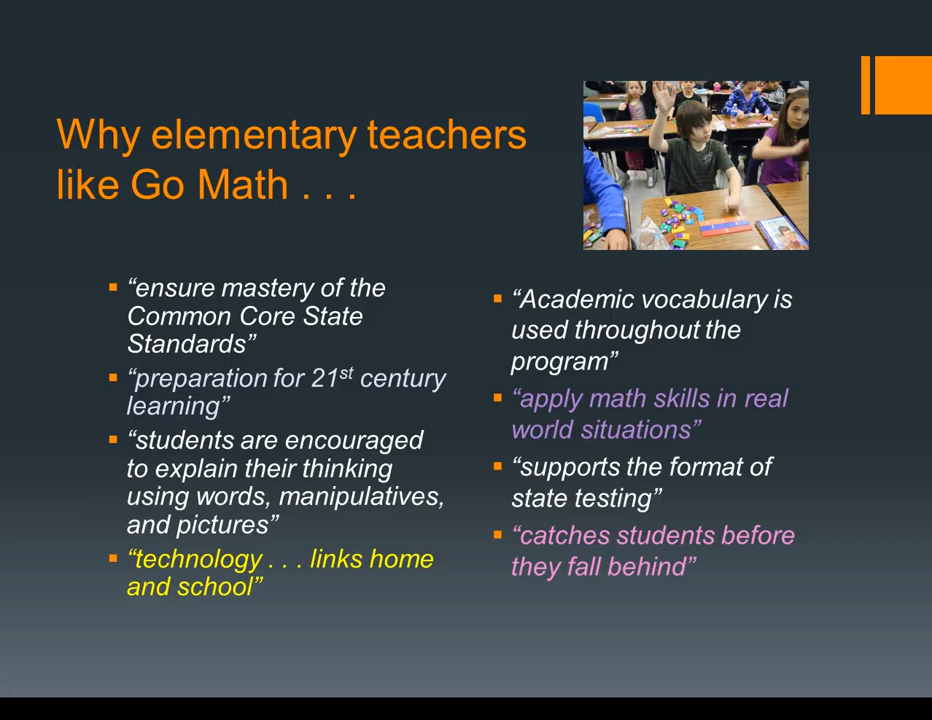 Why elementary teachers
like Go Math . . .
“ensure mastery of the
Common Core State
Standards”
“preparation for 21st century
learning”
“students are encouraged
to explain their thinking
using words, manipulatives,
and pictures”
“technology . . . links home
and school”
“Academic vocabulary is
used throughout the
program”
“apply math skills in real
world situations”
“supports the format of
state testing”
“catches students before
they fall behind”